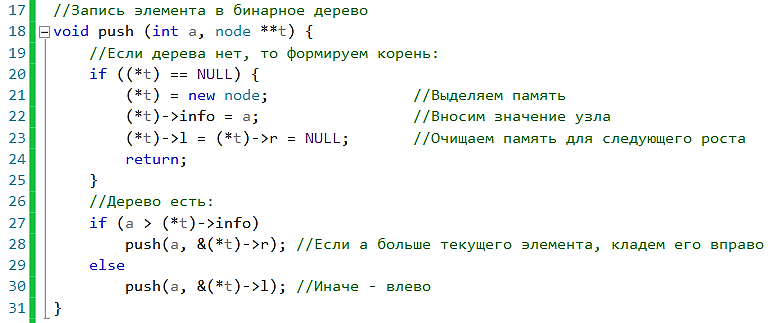 17 //Запись элемента в бинарное дерево
18 void push (int a, node **t) {
19     //Если дерева нет, то формируем корень:
20     if ((*t) == NULL) {
21         (*t) = new node;                //Выделяем память
22         (*t)->info = a;                 //Вносим значение узла
23         (*t)->l = (*t)->r = NULL;       //Очищаем память для следующего роста
24         return;
25     }
26     //Дерево есть:
27     if (a > (*t)->info)
28         push(a, &(*t)->r); //Если а больше текущего элемента, кладем его вправо
29     else
30         push(a, &(*t)->l); //Иначе - влево
31 }